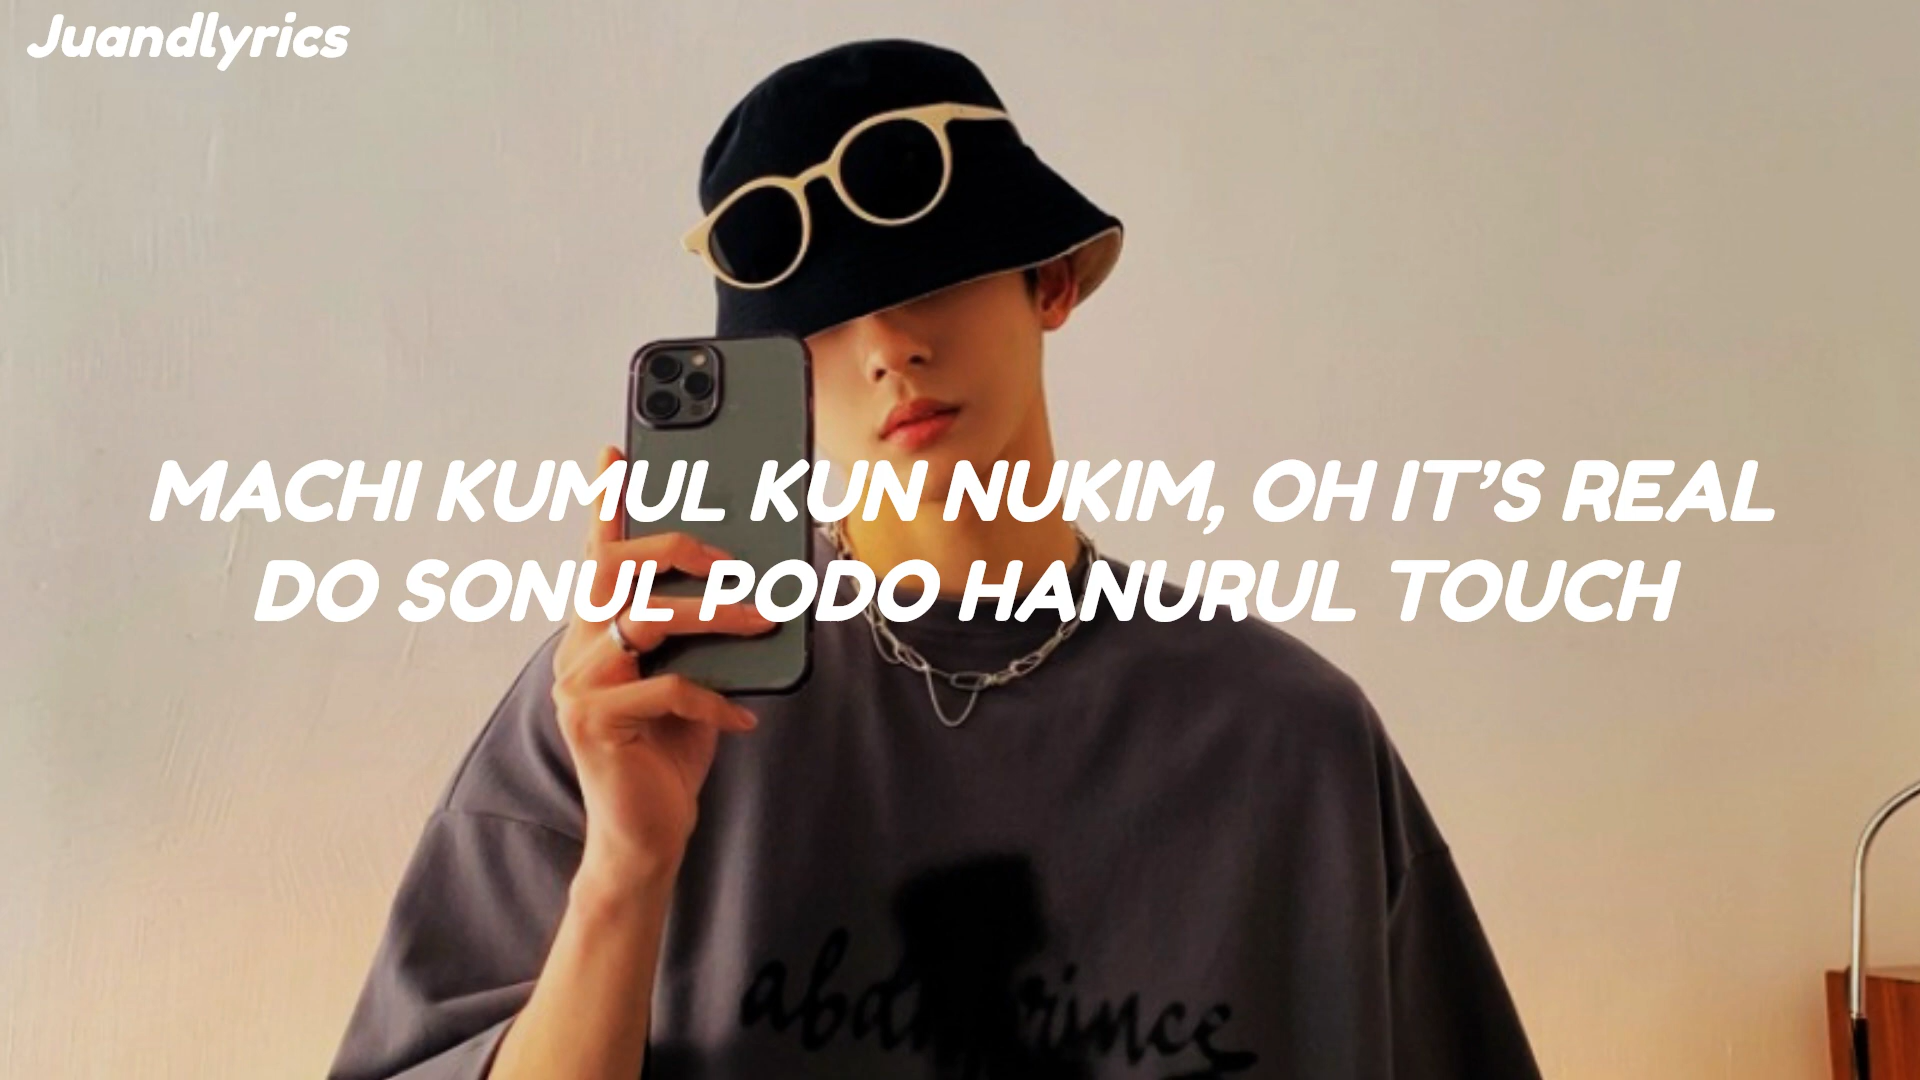 Juandlyrics
MACHI KUMUL KUN NUKIM, OH IT’S REAL
DO SONUL PODO HANURUL TOUCH